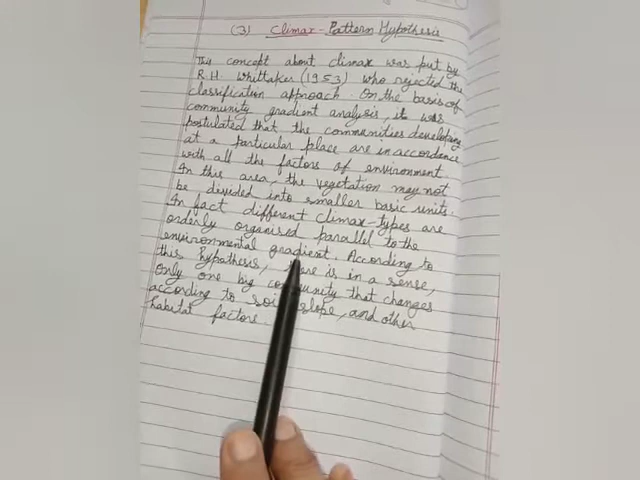 (3) Climax-Pattern Hypothesis
This concept about climax was put by
R.H Whittaker (1953) who rejected the
classification approach. On the basis of
community gradient analysis, it was
postulated that the communities developing
at a particular place are in accordance
with all the factors of environment
In this area, the vegetation may not
be divided into smaller basic units.
In fact different climax-types are
orderly organised parallel to the
environmental gradient. According to
this hypothesis, is in a sense,
only one big that changes
according to slope, and other
habitat factors.